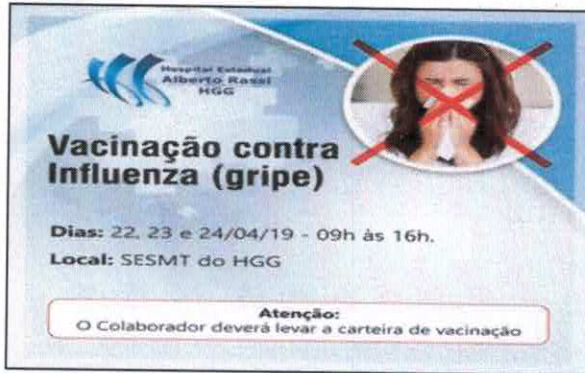 Hospital Estadual
Alberto Rassi
HGG
Vacinação contra
Influenza (gripe)
Dias: 22, 23 e 24/04/19 - 09h às 16h.
Local: SESMT do HGG
Atenção:
O Colaborador deverá levar a carteira de vacinação